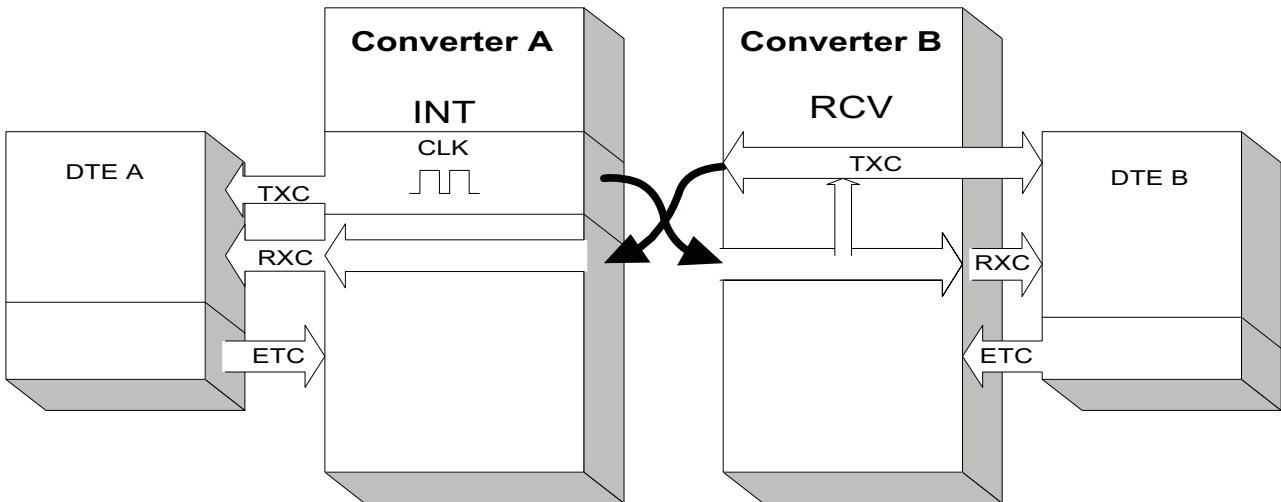 Converter A
INT
CLK
DTE A
TXC
RXC
ETC
Converter B
RCV
TXC
RXC
ETC
DTE B